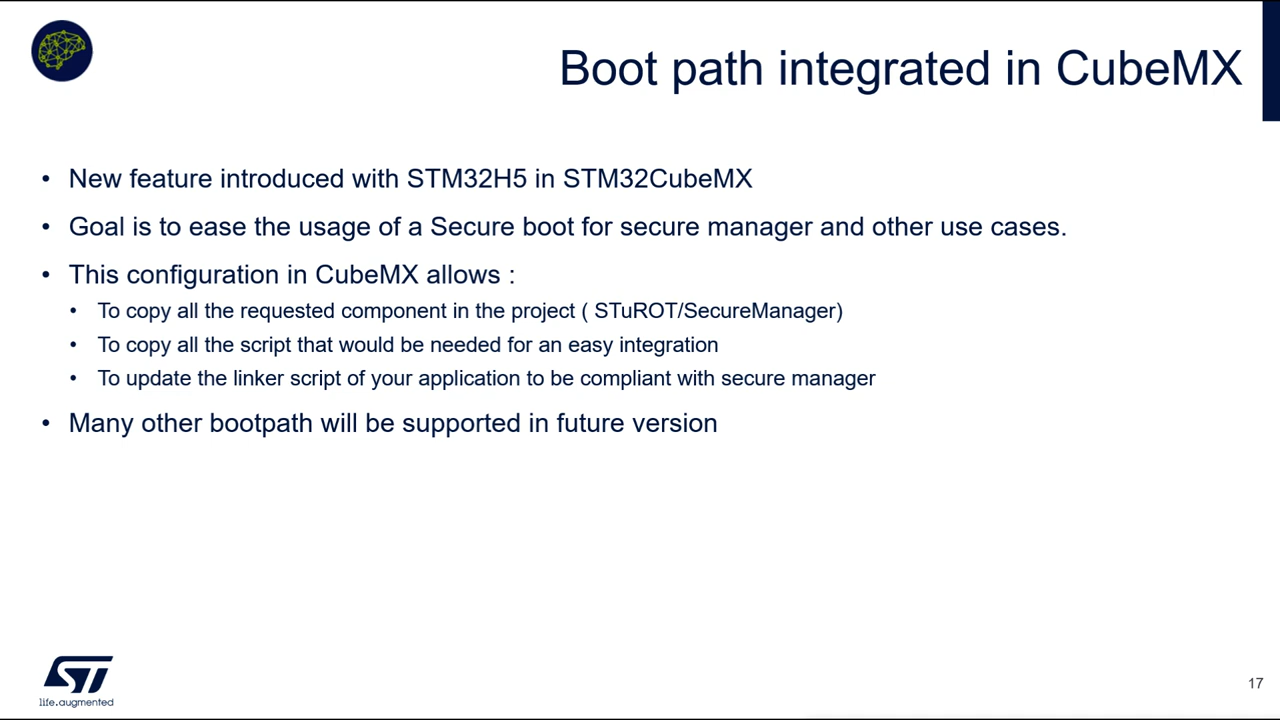 Boot path integrated in CubeMX
• New feature introduced with STM32H5 in STM32CubeMX
• Goal is to ease the usage of a Secure boot for secure manager and other use cases.
• This configuration in CubeMX allows :
• To copy all the requested component in the project ( STuROT/SecureManager)
• To copy all the script that would be needed for an easy integration
• To update the linker script of your application to be compliant with secure manager
• Many other bootpath will be supported in future version
ST
life.augmented
17